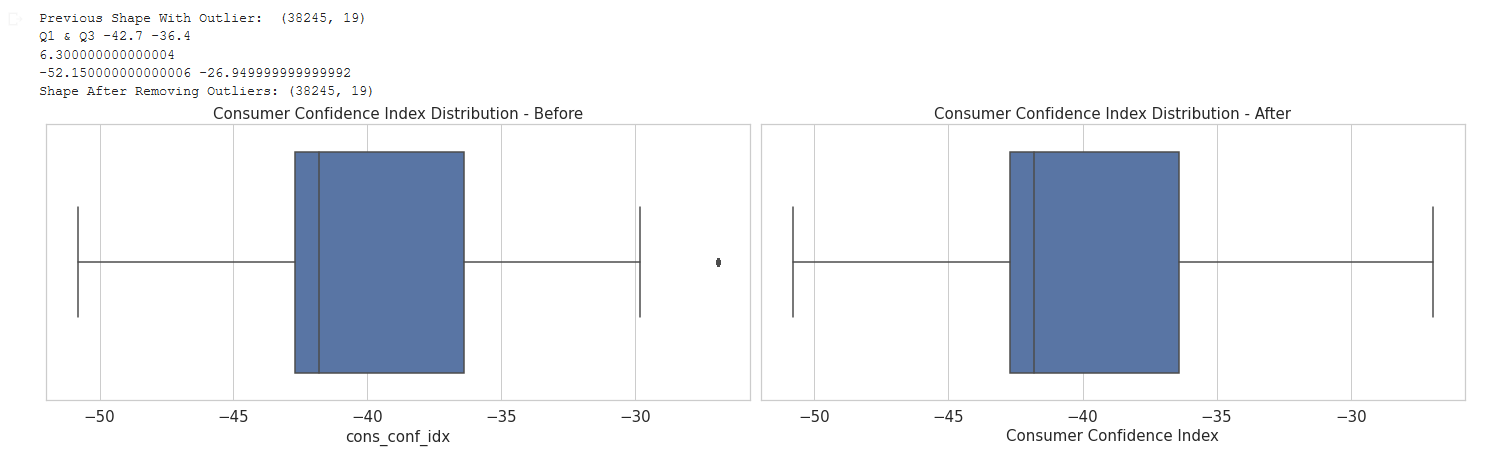 Previous Shape With Outlier:  (38245, 19)
Q1 & Q3 -42.7 -36.4
6.300000000000004
-52.150000000000006 -26.949999999999992
Shape After Removing Outliers: (38245, 19)
Consumer Confidence Index Distribution - Before
−50 −45 −40 −35 −30
cons_conf_idx
Consumer Confidence Index Distribution - After
−50 −45 −40 −35 −30
Consumer Confidence Index